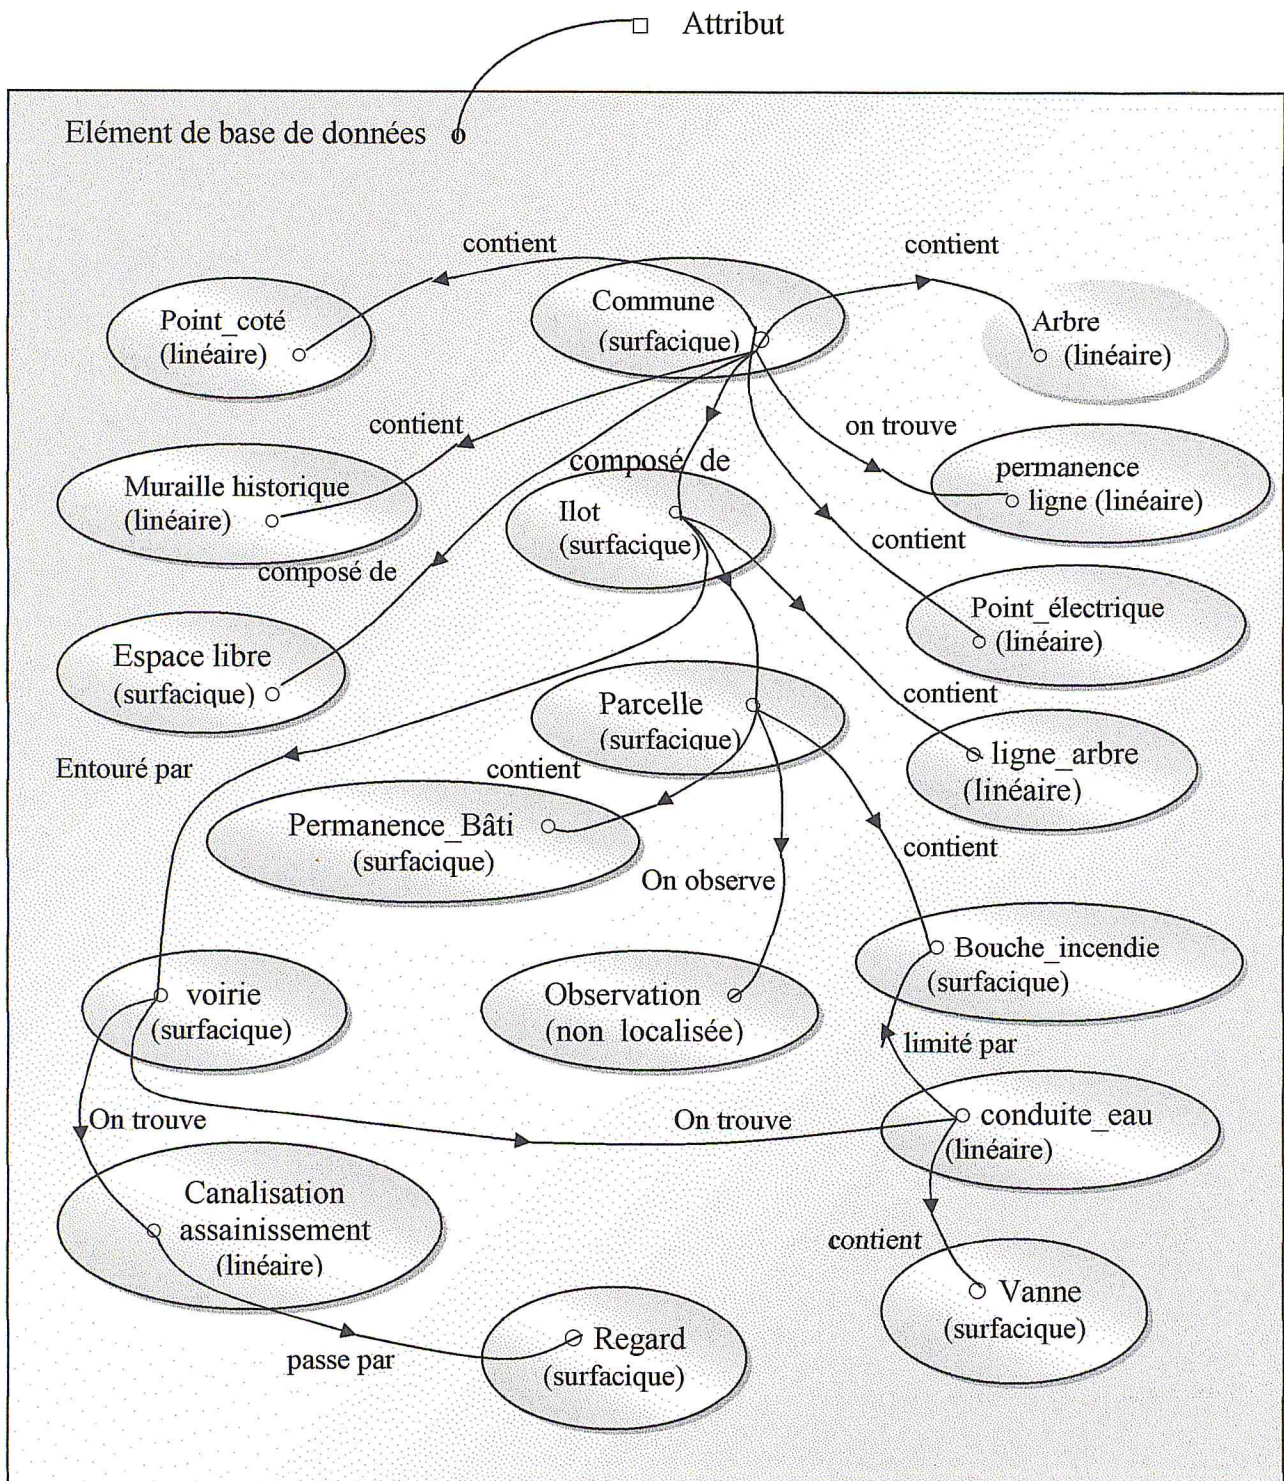 Attribut
Elément de base de données
contient
contient
Point_coté
(linéaire)
Commune
(surfacique)
Arbre
(linéaire)
contient
on trouve
composé de
Muraille historique
(linéaire)
permanence
ligne (linéaire)
Ilot
(surfacique)
composé de
contient
Espace libre
(surfacique)
Point_électrique
(linéaire)
Parcelle
(surfacique)
contient
Entouré par
contient
ligne_arbre
(linéaire)
Permanence_Bâti
(surfacique)
contient
On observe
Bouche_incendie
(surfacique)
voirie
(surfacique)
Observation
(non localisée)
limité par
On trouve
On trouve
conduite_eau
(linéaire)
Canalisation
assainissement
(linéaire)
contient
Vanne
(surfacique)
passe par
Regard
(surfacique)